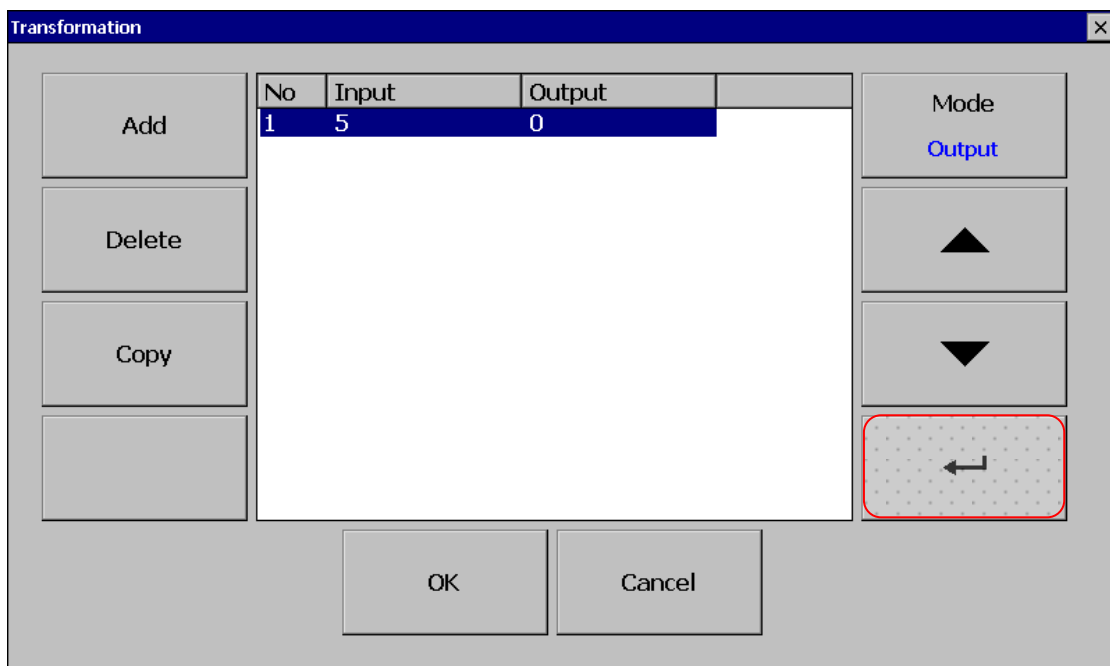 Transformation
Add
Delete
Copy
No Input Output
1 5 0
Mode
Output
OK
Cancel